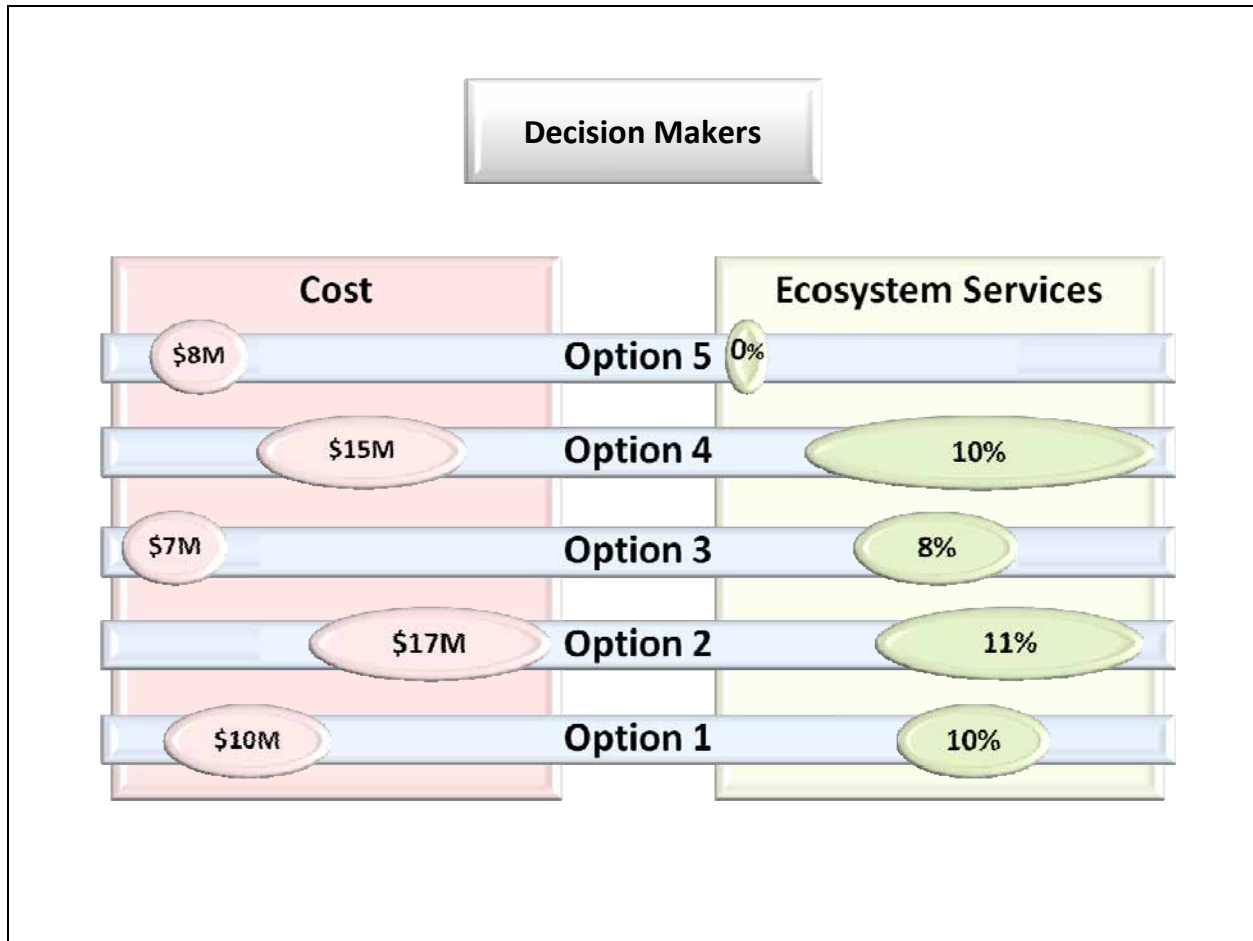 Decision Makers
Cost
Ecosystem Services
$8M Option 5 0%
$15M Option 4 10%
$7M Option 3 8%
$17M Option 2 11%
$10M Option 1 10%